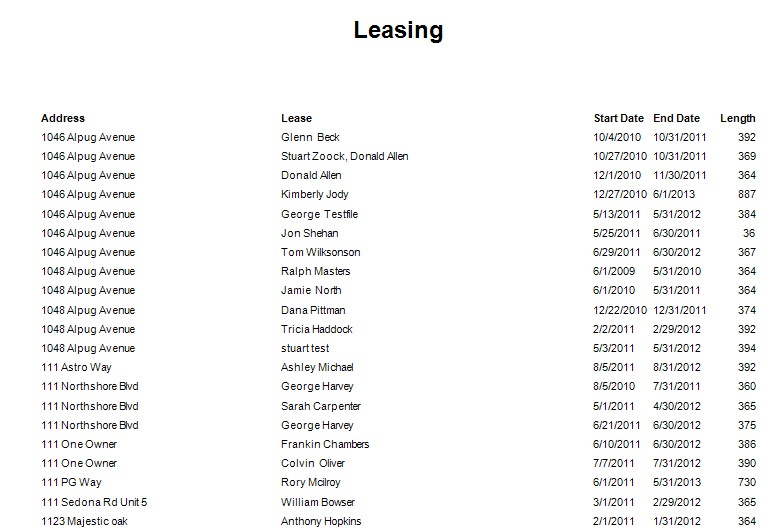 Leasing
Address Lease Start Date End Date Length
1046 Alpug Avenue Glenn Beck 10/4/2010 10/31/2011 392
1046 Alpug Avenue Stuart Zoock, Donald Allen 10/27/2010 10/31/2011 369
1046 Alpug Avenue Donald Allen 12/1/2010 11/30/2011 364
1046 Alpug Avenue Kimberly Jody 12/27/2010 6/1/2013 887
1046 Alpug Avenue George Testfile 5/13/2011 5/31/2012 384
1046 Alpug Avenue Jon Shehan 5/25/2011 6/30/2011 36
1046 Alpug Avenue Tom Wilksonson 6/29/2011 6/30/2012 367
1048 Alpug Avenue Ralph Masters 6/1/2009 5/31/2010 364
1048 Alpug Avenue Jamie North 6/1/2010 5/31/2011 364
1048 Alpug Avenue Dana Pittman 12/22/2010 12/31/2011 374
1048 Alpug Avenue Tricia Haddock 2/2/2011 2/29/2012 392
1048 Alpug Avenue stuart test 5/3/2011 5/31/2012 394
111 Astro Way Ashley Michael 8/5/2011 8/31/2012 392
111 Northshore Blvd George Harvey 8/5/2010 7/31/2011 360
111 Northshore Blvd Sarah Carpenter 5/1/2011 4/30/2012 365
111 Northshore Blvd George Harvey 6/21/2011 6/30/2012 375
111 One Owner Frankin Chambers 6/10/2011 6/30/2012 386
111 One Owner Colvin Oliver 7/7/2011 7/31/2012 390
111 PG Way Rory Mcilroy 6/1/2011 5/31/2013 730
111 Sedona Rd Unit 5 William Bowser 3/1/2011 2/29/2012 365
1123 Majestic oak Anthony Hopkins 2/1/2011 1/31/2012 364